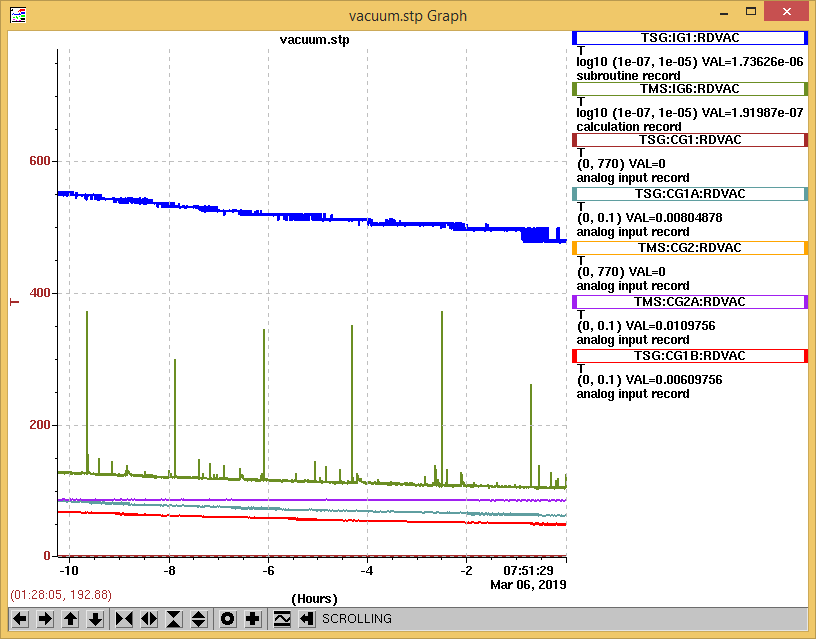 vacuum.stp Graph
vacuum.stp
T
600
400
200
0
-10
-8
-6
-4
-2
07:51:29
Mar 06, 2019
(Hours)
(01:28:05, 192.88)
TSG:IG1:RDVAC
T
log10 (1e-07, 1e-05) VAL=1.73626e-06
subroutine record
TMS:IG6:RDVAC
T
log10 (1e-07, 1e-05) VAL=1.91987e-07
calculation record
TSG:CG1:RDVAC
T
(0, 770) VAL=0
analog input record
TSG:CG1A:RDVAC
T
(0, 0.1) VAL=0.00804878
analog input record
TMS:CG2:RDVAC
T
(0, 770) VAL=0
analog input record
TMS:CG2A:RDVAC
T
(0, 0.1) VAL=0.0109756
analog input record
TSG:CG1B:RDVAC
T
(0, 0.1) VAL=0.00609756
analog input record
SCROLLING